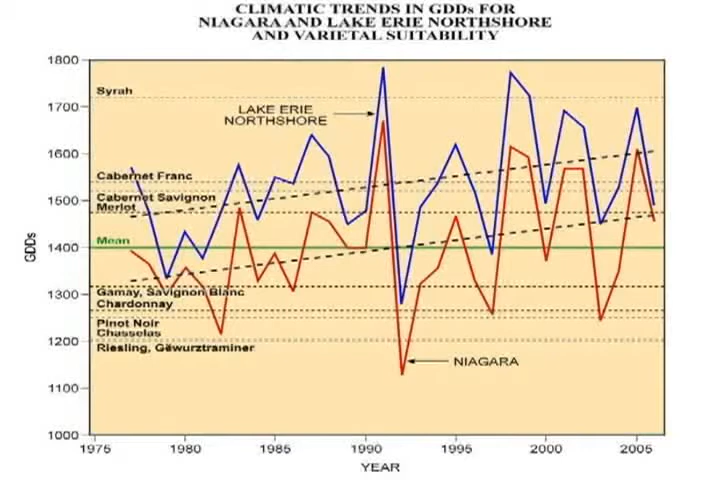 CLIMATIC TRENDS IN GDDs FOR
NIAGARA AND LAKE ERIE NORTHSHORE
AND VARIETAL SUITABILITY
1800
Syrah
1700
LAKE ERIE
NORTHSHORE
1600
Cabernet Franc
1500
Cabernet Savignon
Merlot
Mean
1400
GDDs
1300
Gamay, Savignon Blanc
Chardonnay
Pinot Noir
Chasselas
1200
Riesling, Gewurztraminer
NIAGARA
1100
1000
1975 1980 1985 1990 1995 2000 2005
YEAR